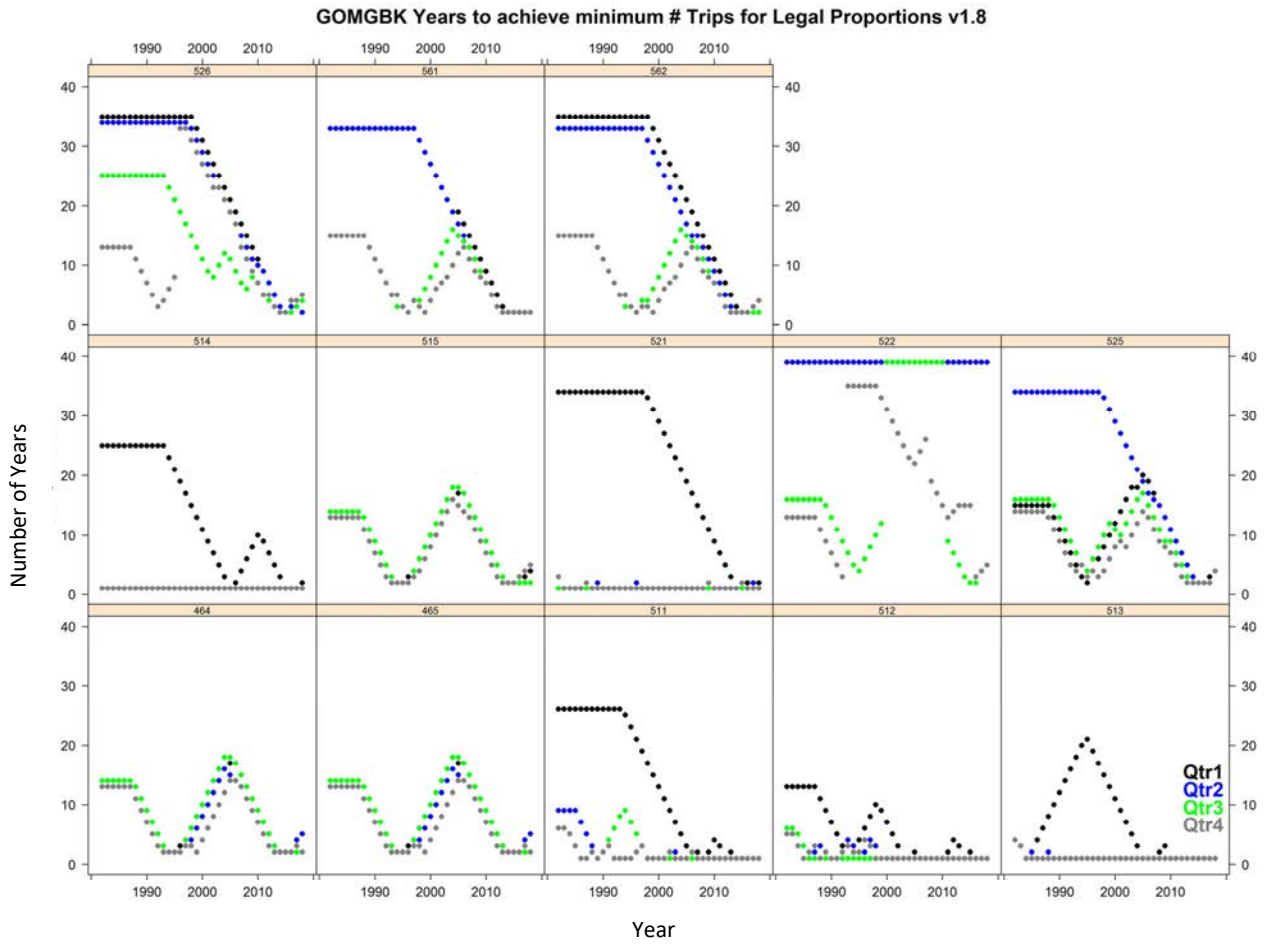 GOMGBK Years to achieve minimum # Trips for Legal Proportions v1.8
1990 2000 2010 1990 2000 2010
526 561 562
40 40
30 30
20 20
10 10
0 0
514 515 521 522 525
40 40
30 30
20 20
10 10
0 0
Number of Years
464 465 511 512 513
40 40
30 30
20 20
10 10
0 0
Qtr1
Qtr2
Qtr3
Qtr4
1990 2000 2010 1990 2000 2010 1990 2000 2010 1990 2000 2010 1990 2000 2010
Year